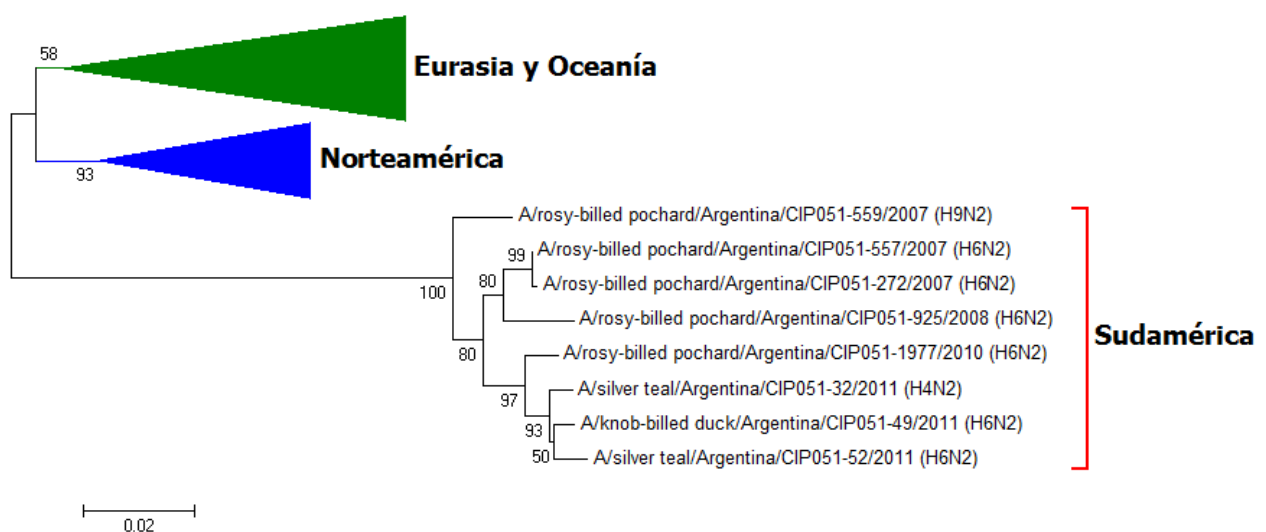 58
Eurasia y Oceanía
Norteamérica
93
A/rosy-billed pochard/Argentina/CIP051-559/2007 (H9N2)
99
A/rosy-billed pochard/Argentina/CIP051-557/2007 (H6N2)
80
A/rosy-billed pochard/Argentina/CIP051-272/2007 (H6N2)
100
A/rosy-billed pochard/Argentina/CIP051-925/2008 (H6N2)
Sudamérica
80
A/rosy-billed pochard/Argentina/CIP051-1977/2010 (H6N2)
A/silver teal/Argentina/CIP051-32/2011 (H4N2)
97
A/knob-billed duck/Argentina/CIP051-49/2011 (H6N2)
93
50
A/silver teal/Argentina/CIP051-52/2011 (H6N2)
0.02